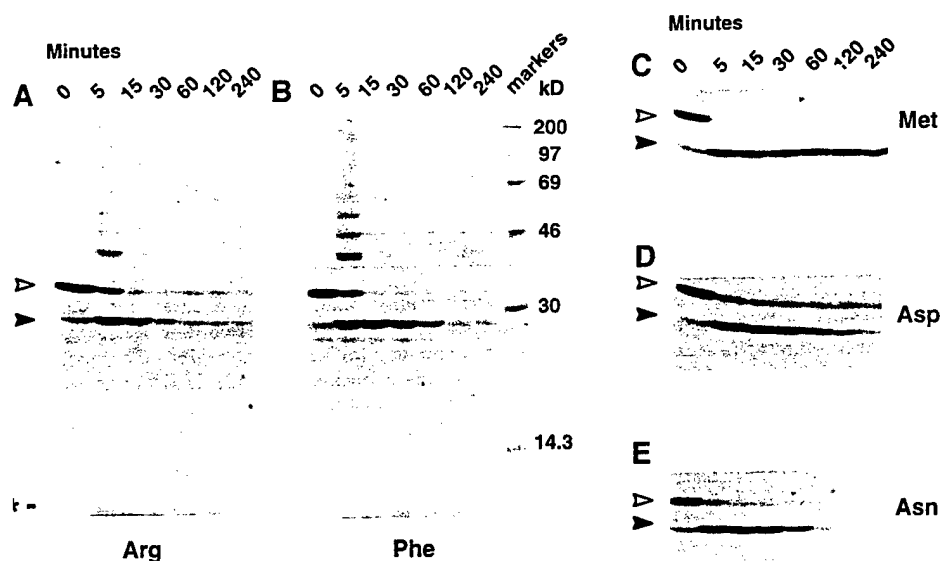 Minutes
A 0 5 15 30 60 120 240
B 0 5 15 30 60 120 240 markers
kD
200
97
69
46
30
14.3
Arg
Phe
Minutes
C 0 5 15 30 60 120 240
Met
D
Asp
E
Asn